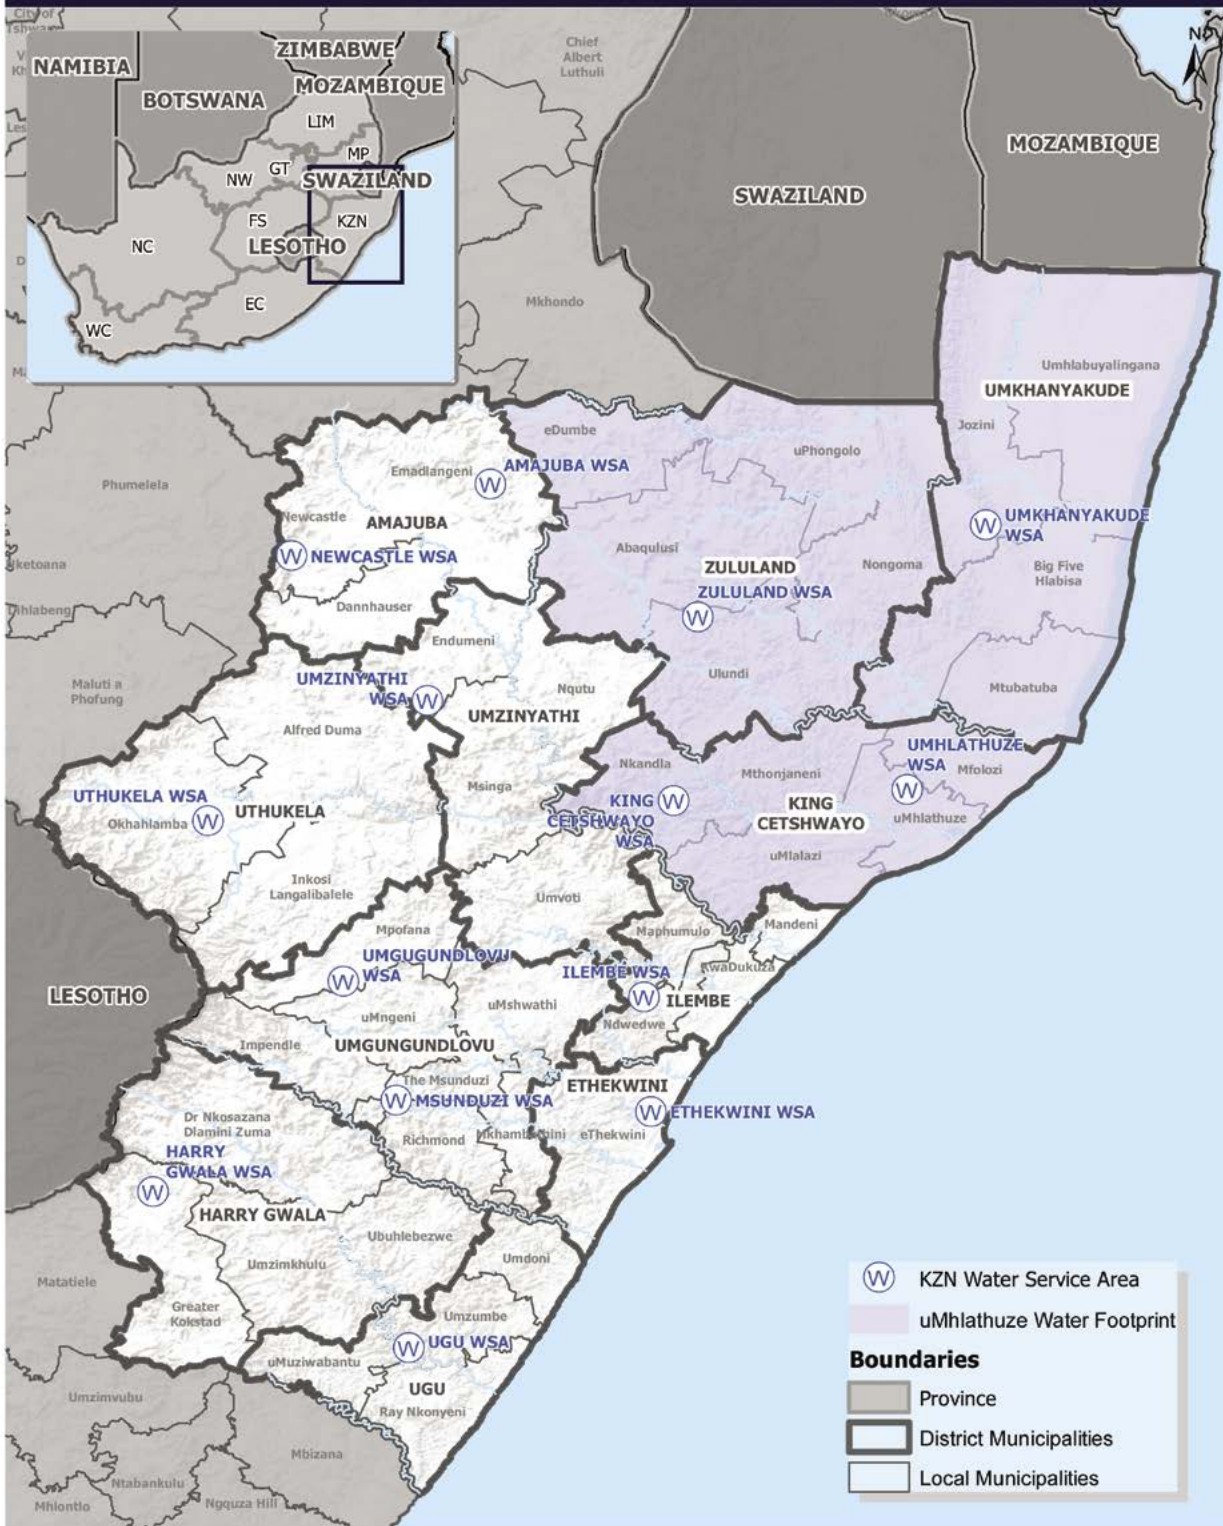 City of
Tshwane
Chief
Albert
Luthuli
N
NAMIBIA
ZIMBABWE
MOZAMBIQUE
BOTSWANA
LIM
MP
GT
NW
SWAZILAND
FS
KZN
NC
LESOTHO
EC
WC
MOZAMBIQUE
SWAZILAND
Mkhondo
Umhlabuyalingana
UMKHANYAKUDE
Jozini
eDumbe
uPhongolo
AMAJUBA WSA
Emadlangeni
W
Phumelela
Newcastle
AMAJUBA
W
UMKHANYAKUDE
WSA
W
NEWCASTLE WSA
Abaqulusi
ZULULAND
Nongoma
Big Five
Hlabisa
ZULULAND WSA
W
Dihlabeng
Dannhauser
Endumeni
UMZINYATHI
WSA
W
Nqutu
Ulundi
Mtubatuba
Maluti a
Phofung
Alfred Duma
UMZINYATHI
UMHLATHUZE
WSA
W
Nkandla
Mthonjaneni
Mfolozi
Msinga
UTHUKELA WSA
W
UTHUKELA
Okhahlamba
KING
CETSHWAYO
WSA
W
KING
CETSHWAYO
uMhlathuze
uMlalazi
Inkosi
Langalibalele
Umvoti
Mpofana
Maphumulo
Mandeni
UMGUGUNDLOVU
WSA
W
ILEMBE WSA
W
KwaDukuza
LESOTHO
ILEMBE
uMshwathi
uMngeni
Ndwedwe
Impendle
UMGUNGUNDLOVU
The Msunduzi
ETHEKWINI
W
MSUNDUZI WSA
W
ETHEKWINI WSA
Dr Nkosazana
Dlamini Zuma
Richmond
eThekwini
HARRY
GWALA WSA
W
HARRY GWALA
Ubuhlebezwe
Umzimkhulu
Umdoni
Matatiele
Greater
Kokstad
Umzumbe
W
UGU WSA
uMuziwabantu
UGU
Ray Nkonyeni
Umzimvubu
Mbizana
Ntabankulu
Ngquza Hill
Mhlontlo
W
KZN Water Service Area
uMhlathuze Water Footprint
Boundaries
Province
District Municipalities
Local Municipalities